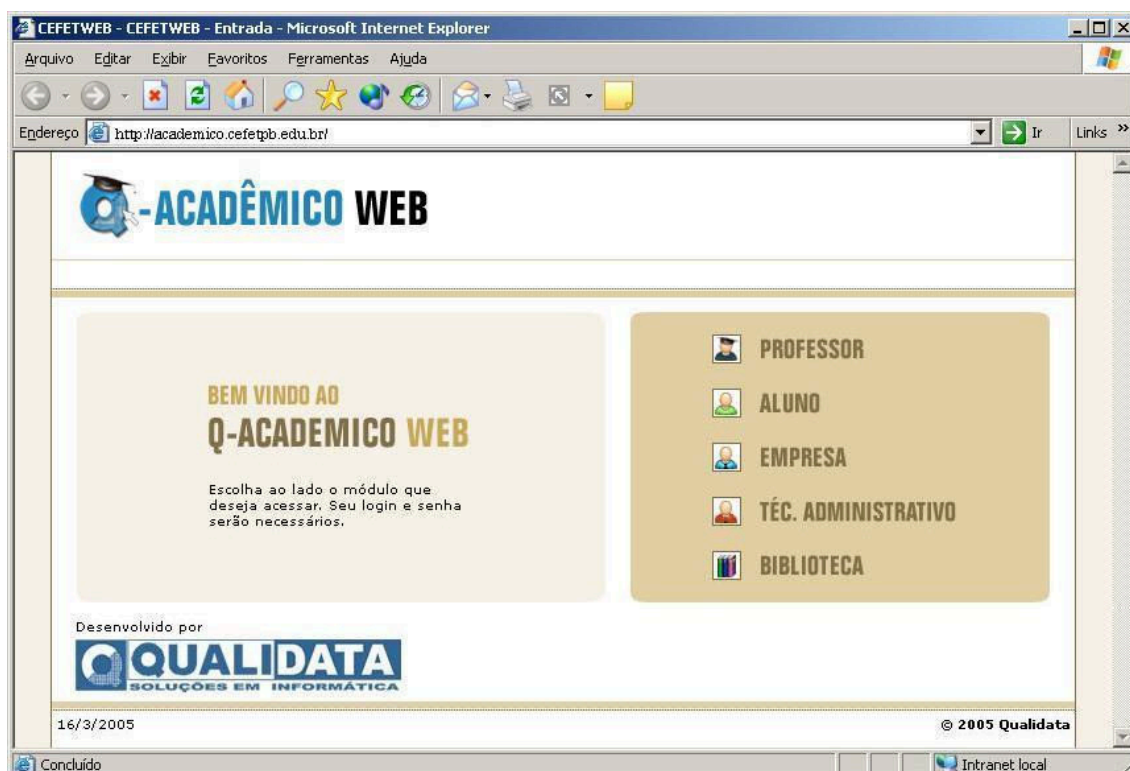 CEFETWEB - CEFETWEB - Entrada - Microsoft Internet Explorer
Arquivo Editar Exibir Favoritos Ferramentas Ajuda
Endereço http://academico.cefetpb.edu.br/ Ir Links »
Q-ACADÊMICO WEB
BEM VINDO AO
Q-ACADEMICO WEB
Escolha ao lado o módulo que
deseja acessar. Seu login e senha
serão necessários.
PROFESSOR
ALUNO
EMPRESA
TÉC. ADMINISTRATIVO
BIBLIOTECA
Desenvolvido por
QUALIDATA
SOLUÇÕES EM INFORMÁTICA
16/3/2005 © 2005 Qualidata
Concluído Intranet local